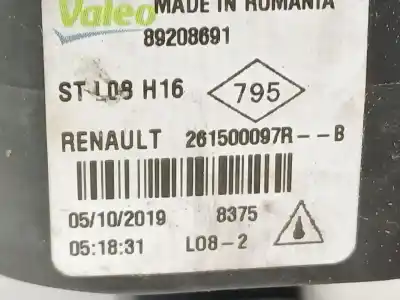 Valeo MADE IN ROMANIA
89208691
ST L08 H16 795
RENAULT 261500097R--B
05/10/2019 8375
05:18:31 L08-2